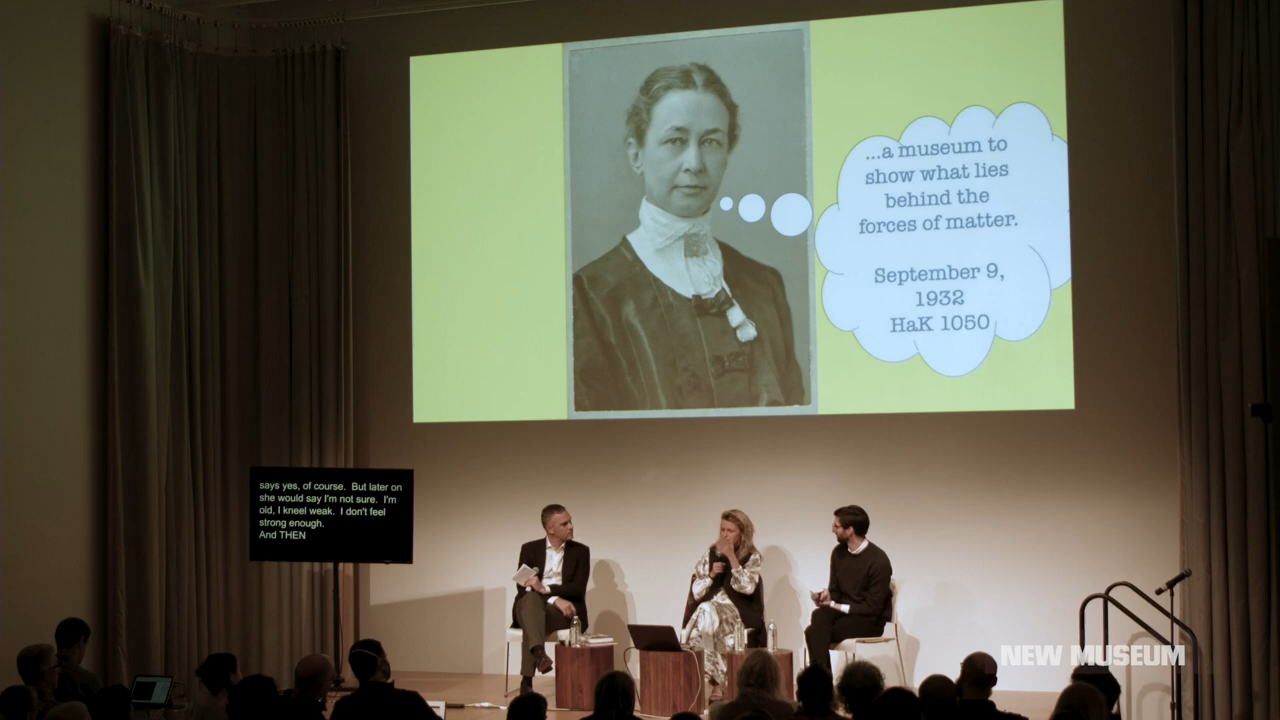 ...a museum to
show what lies
behind the
forces of matter.
September 9,
1932
HaK 1050
says yes, of course. But later on
she would say I'm not sure. I'm
old, I kneel weak. I don't feel
strong enough.
And THEN
NEW MUSEUM